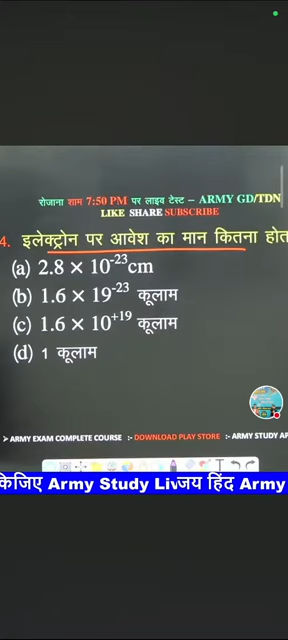 रोजाना शाम 7:50 PM पर लाइव टेस्ट – ARMY GD/TDN
LIKE SHARE SUBSCRIBE
4. इलेक्ट्रोन पर आवेश का मान कितना होत
(a) 2.8 × 10⁻²³cm
(b) 1.6 × 19⁻²³ कूलाम
(c) 1.6 × 10⁺¹⁹ कूलाम
(d) 1 कूलाम
➢ ARMY EXAM COMPLETE COURSE :- DOWNLOAD PLAY STORE :- ARMY STUDY AP
किजिए Army Study Liv जय हिंद Army